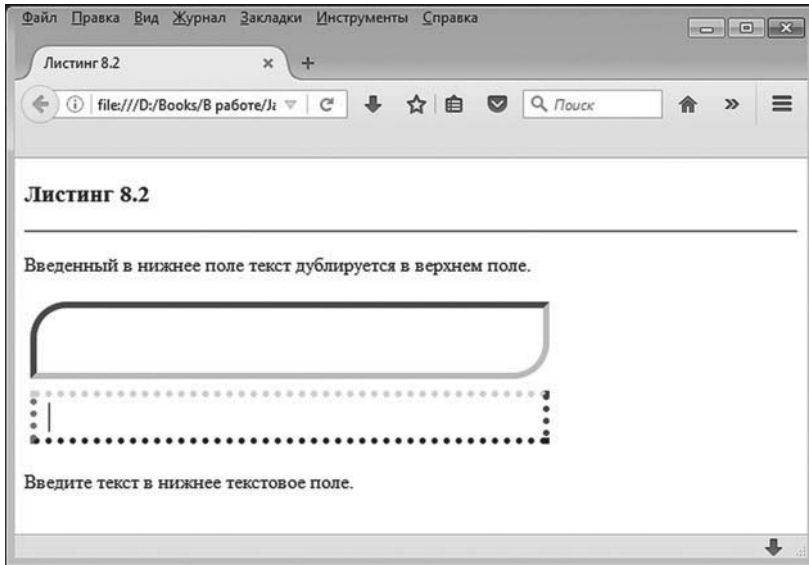 Файл Правка Вид Журнал Закладки Инструменты Справка
Листинг 8.2
file:///D:/Books/В работе/Ja
Поиск
Листинг 8.2
Введенный в нижнее поле текст дублируется в верхнем поле.
Введите текст в нижнее текстовое поле.